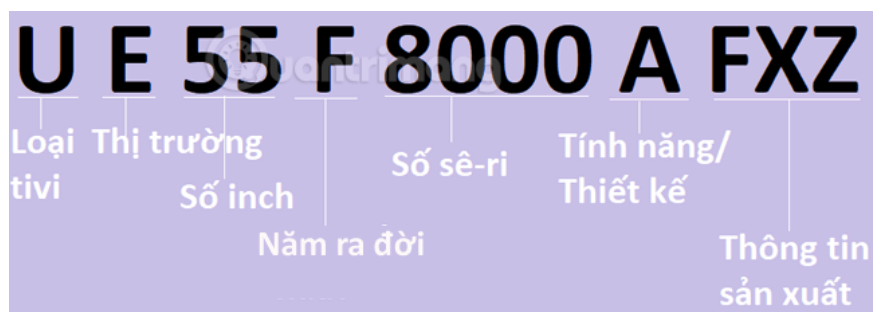 U E 55 F 8000 A FXZ
Loại tivi
Thị trường
Số inch
Năm ra đời
Số sê-ri
Tính năng/
Thiết kế
Thông tin
sản xuất
uantrimang